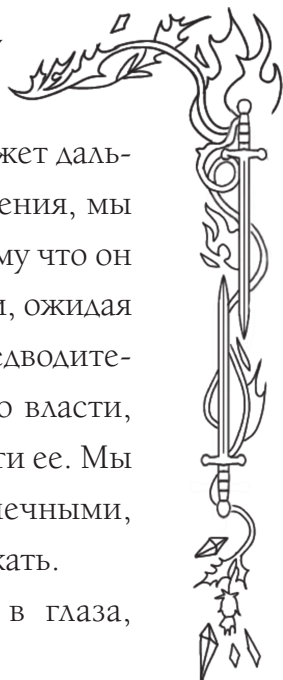 жет даль-
ения, мы
му что он
и, ожидая
едводите-
о власти,
ти ее. Мы
ечными,
кать.
в глаза,